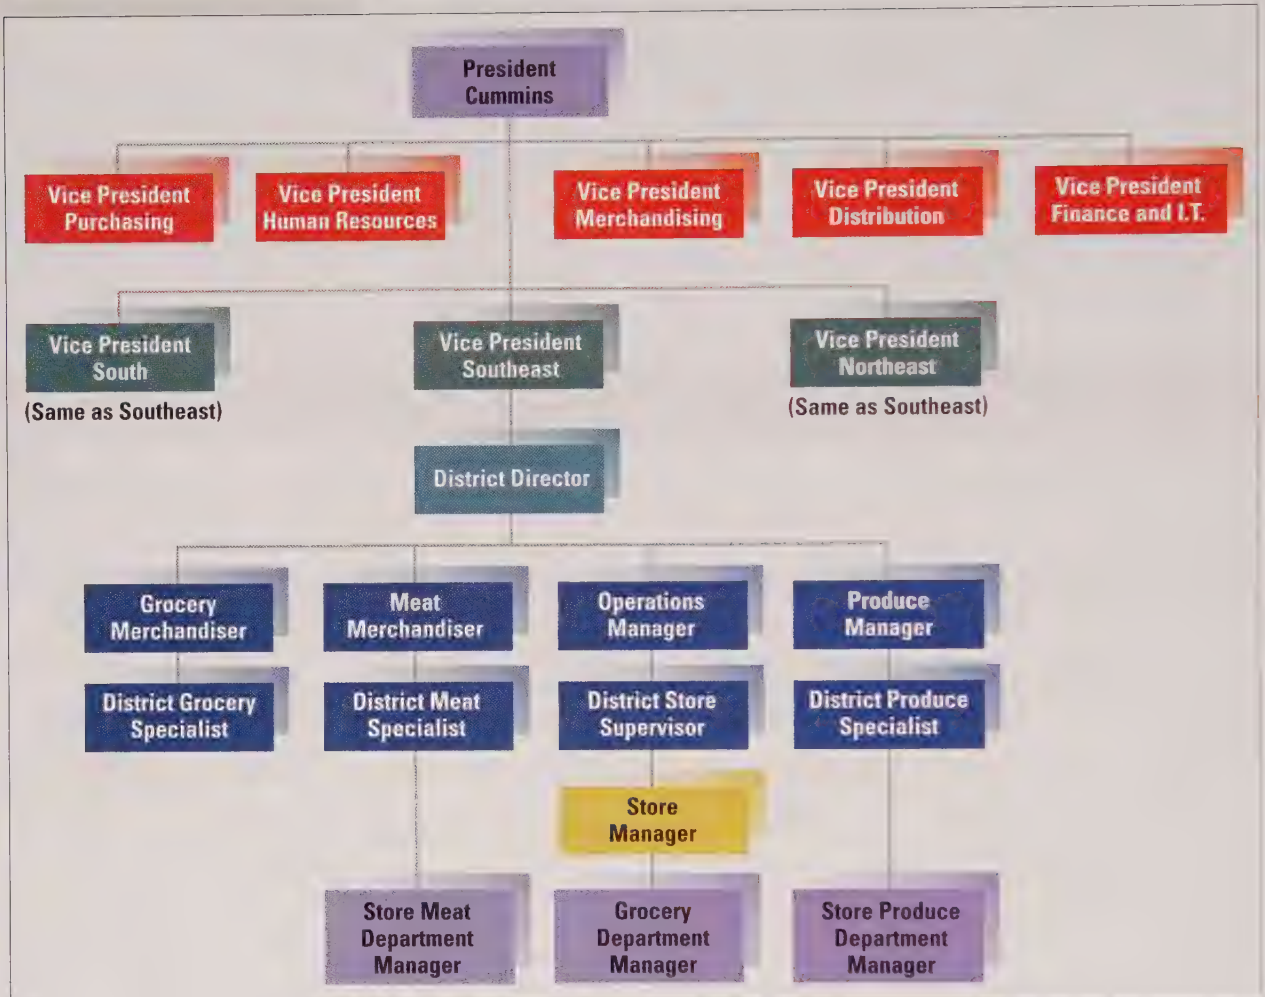 President
Cummins
Vice President
Purchasing
Vice President
Human Resources
Vice President
Merchandising
Vice President
Distribution
Vice President
Finance and I.T.
Vice President
South
(Same as Southeast)
Vice President
Southeast
Vice President
Northeast
(Same as Southeast)
District Director
Grocery
Merchandiser
Meat
Merchandiser
Operations
Manager
Produce
Manager
District Grocery
Specialist
District Meat
Specialist
District Store
Supervisor
District Produce
Specialist
Store
Manager
Store Meat
Department
Manager
Grocery
Department
Manager
Store Produce
Department
Manager